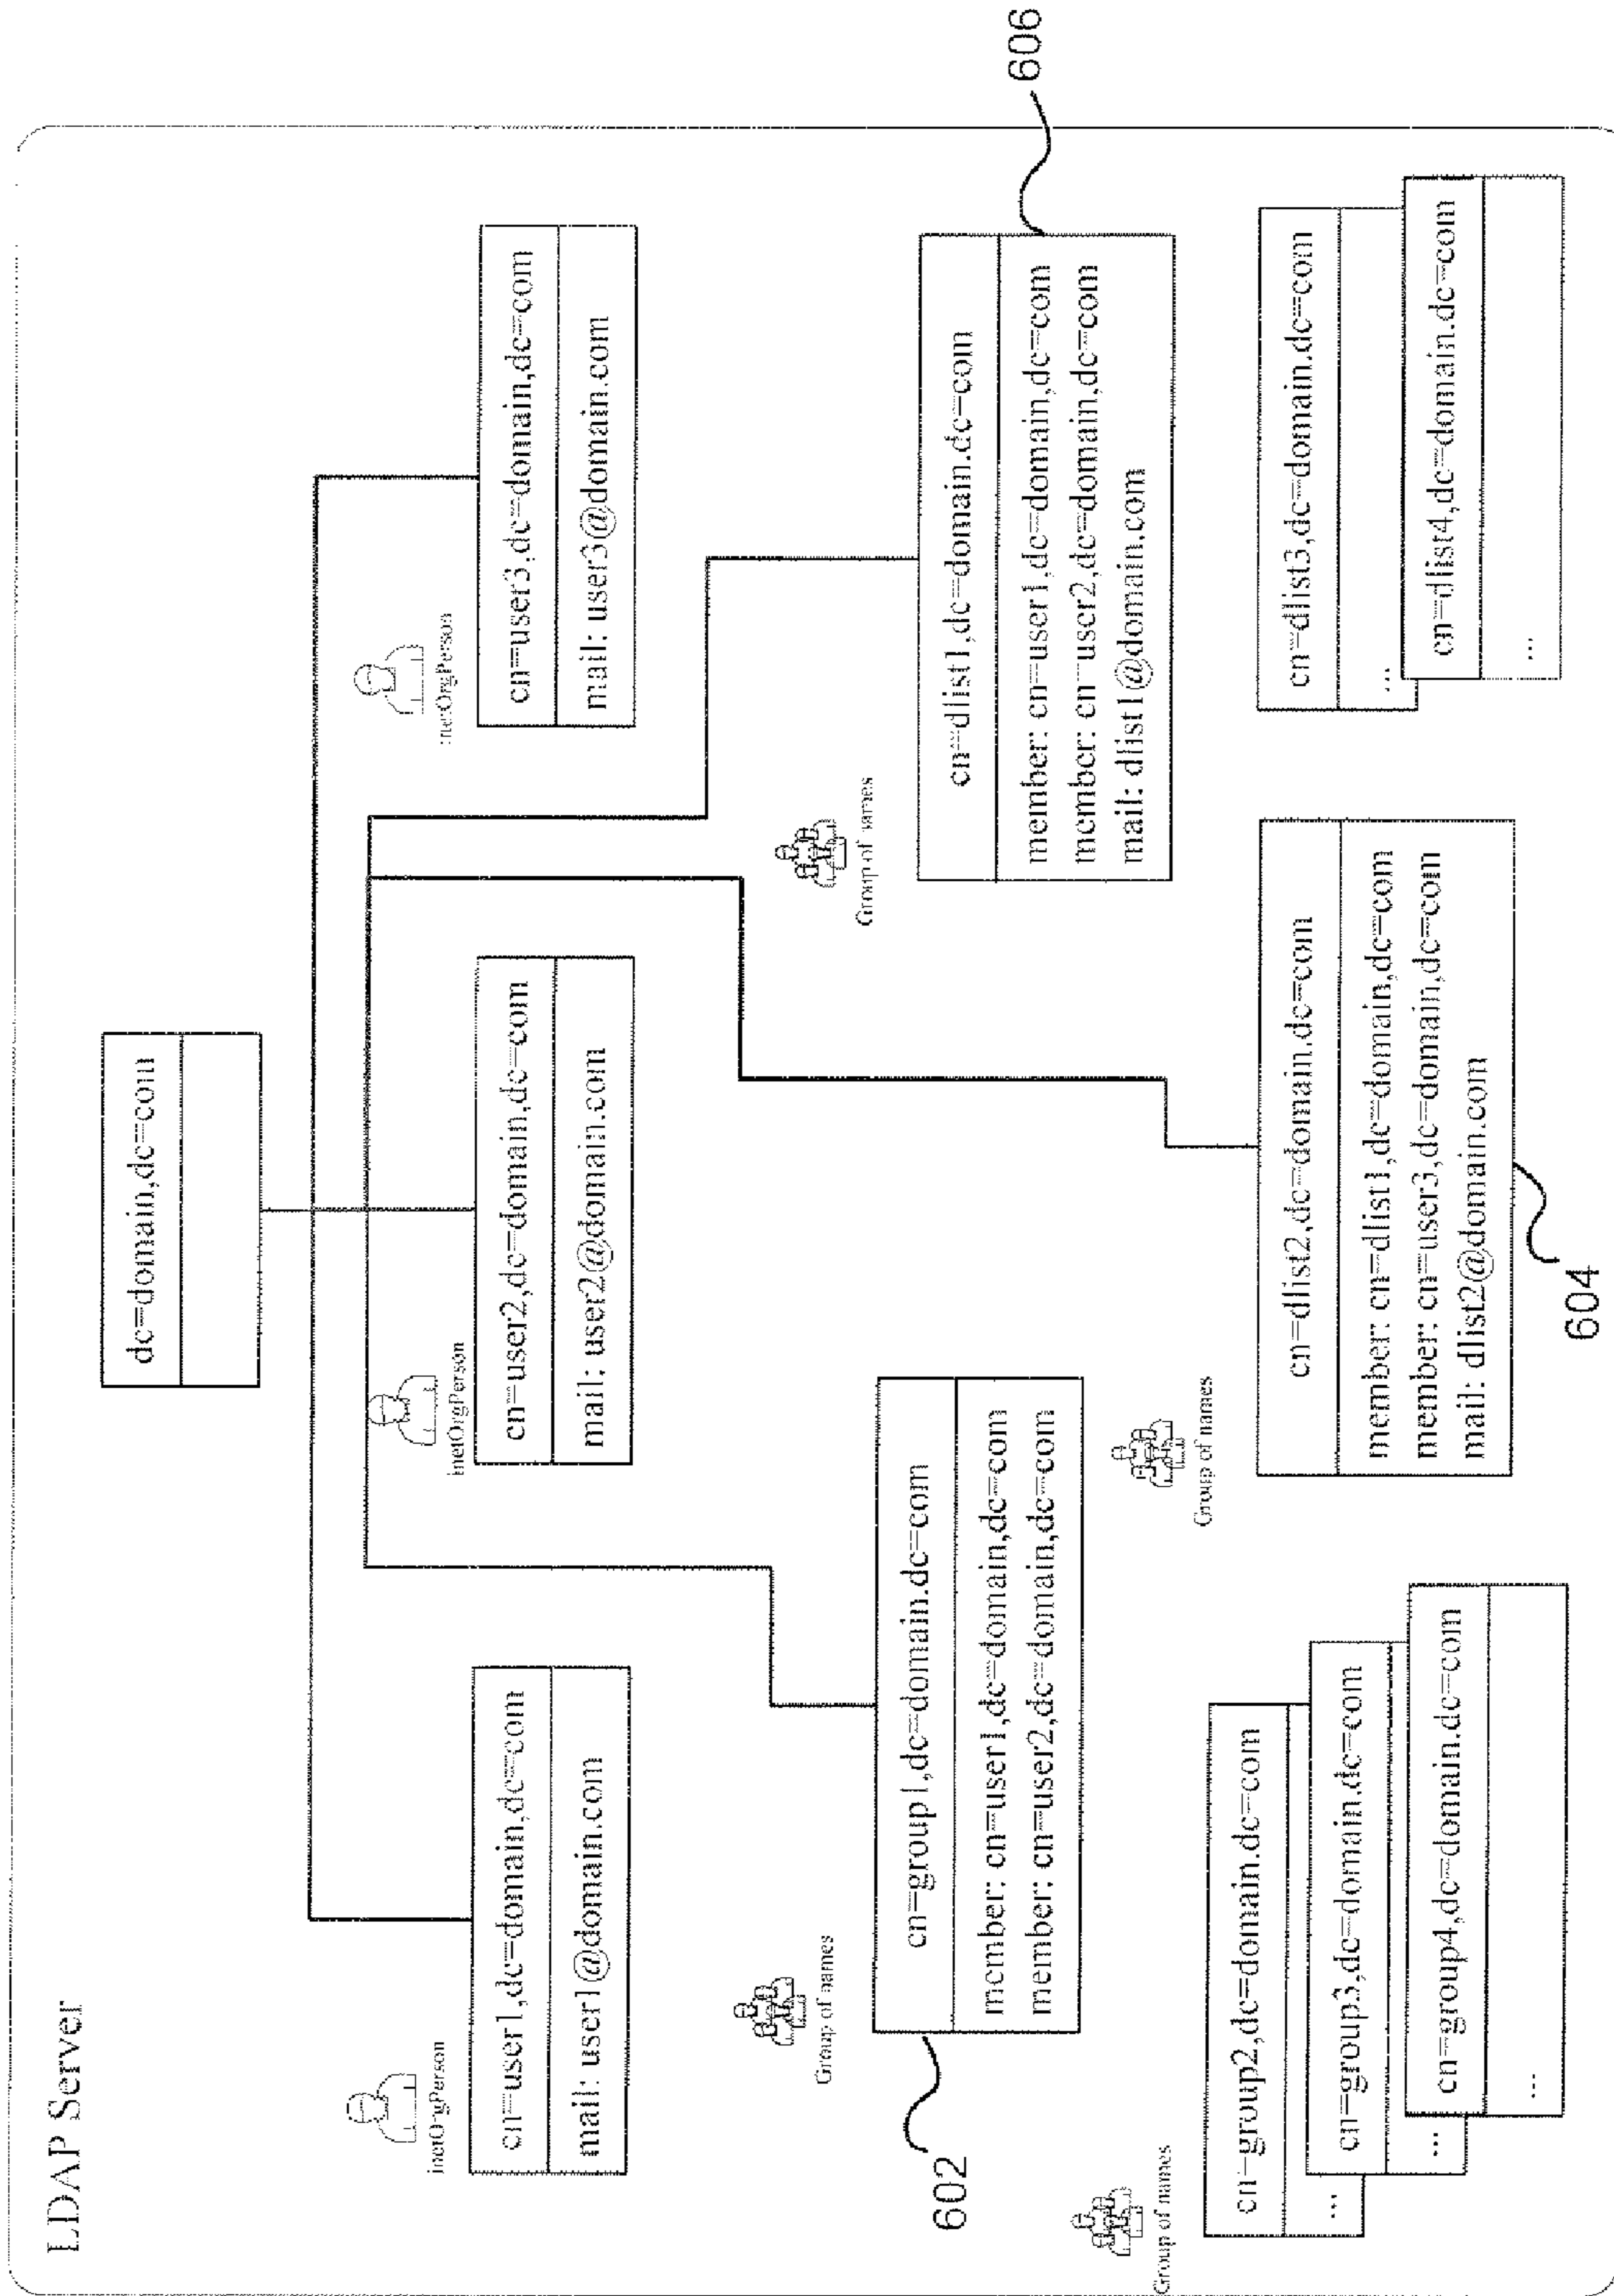 LDAP Server
dc=domain,dc=com
inetOrgPerson
cn=user1,dc=domain,dc=com
mail: user1@domain.com
inetOrgPerson
cn=user2,dc=domain,dc=com
mail: user2@domain.com
inetOrgPerson
cn=user3,dc=domain,dc=com
mail: user3@domain.com
Group of names
602
cn=group1,dc=domain.dc=com
member: cn=user1,dc=domain,dc=com
member: cn=user2,dc=domain,dc=com
Group of names
cn=dlist1,dc=domain.dc=com
member: cn=user1,dc=domain,dc=com
member: cn=user2,dc=domain,dc=com
mail: dlist1@domain.com
606
Group of names
cn=group2,dc=domain.dc=com
...
cn=group3,dc=domain.dc=com
...
cn=group4,dc=domain.dc=com
...
Group of names
cn=dlist2,dc=domain.dc=com
member: cn=dlist1,dc=domain,dc=com
member: cn=user3,dc=domain,dc=com
mail: dlist2@domain.com
604
cn=dlist3,dc=domain.dc=com
...
cn=dlist4,dc=domain.dc=com
...